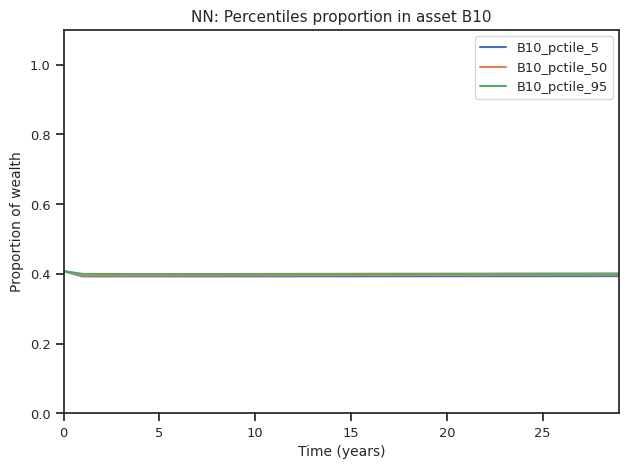 NN: Percentiles proportion in asset B10
B10_pctile_5
B10_pctile_50
B10_pctile_95
Proportion of wealth
1.0
0.8
0.6
0.4
0.2
0.0
0 5 10 15 20 25
Time (years)